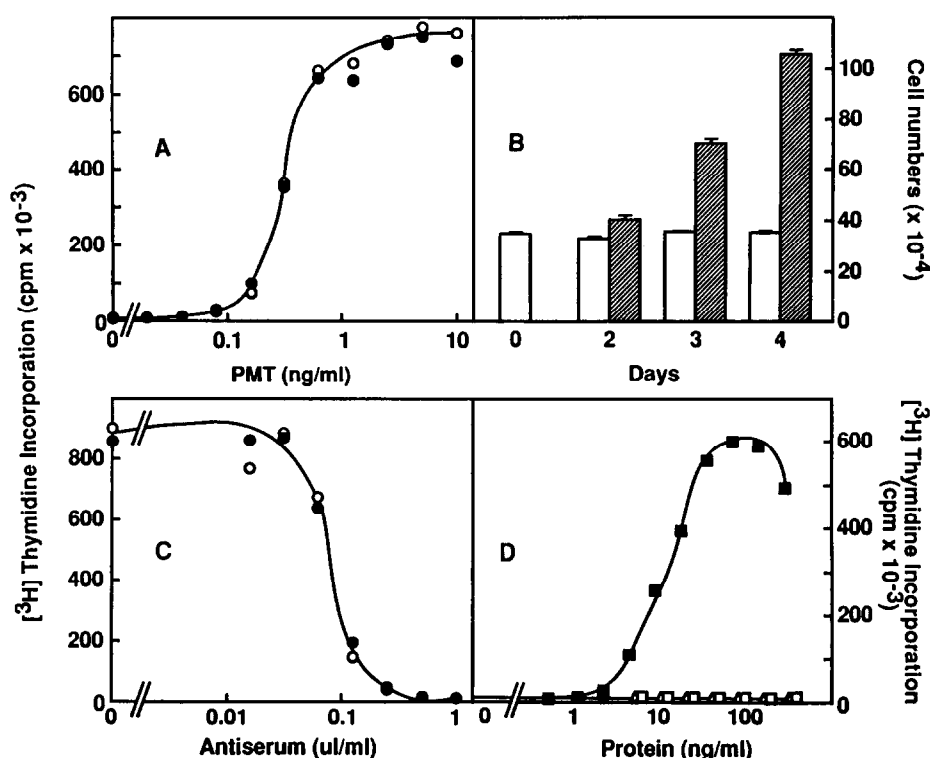 [³H] Thymidine Incorporation (cpm x 10⁻³)
600
400
200
0
A
0 0.1 1 10
PMT (ng/ml)
B
0 2 3 4
Days
100
80
60
40
20
0
Cell numbers (x 10⁻⁴)
800
600
400
200
0
C
0 0.01 0.1 1
Antiserum (ul/ml)
D
0 1 10 100
Protein (ng/ml)
600
400
200
0
[³H] Thymidine Incorporation
(cpm x 10⁻³)